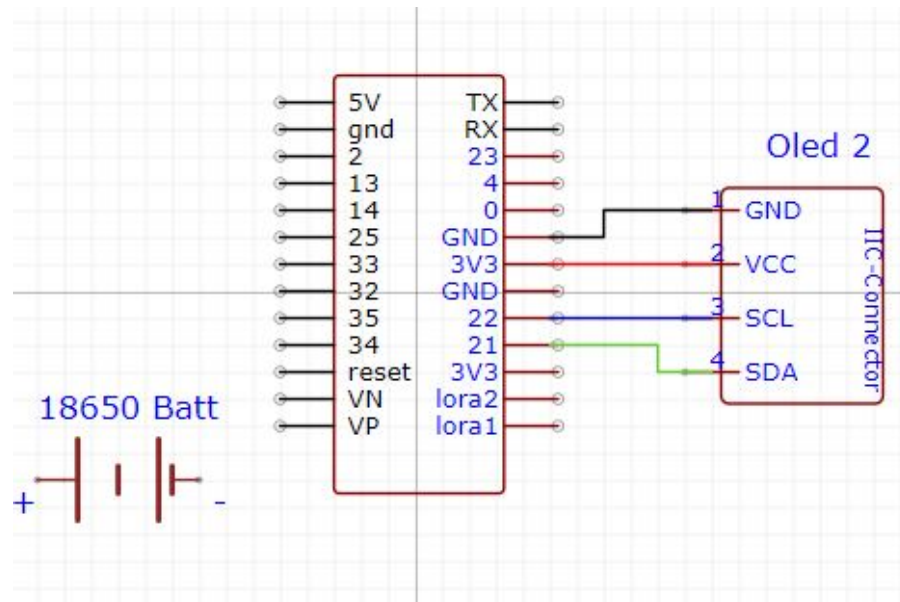 5V
gnd
2
13
14
25
33
32
35
34
reset
VN
VP
TX
RX
23
4
0
GND
3V3
GND
22
21
3V3
lora2
lora1
Oled 2
1 GND
2 VCC
3 SCL
4 SDA
IIC-Connector
18650 Batt
+ -